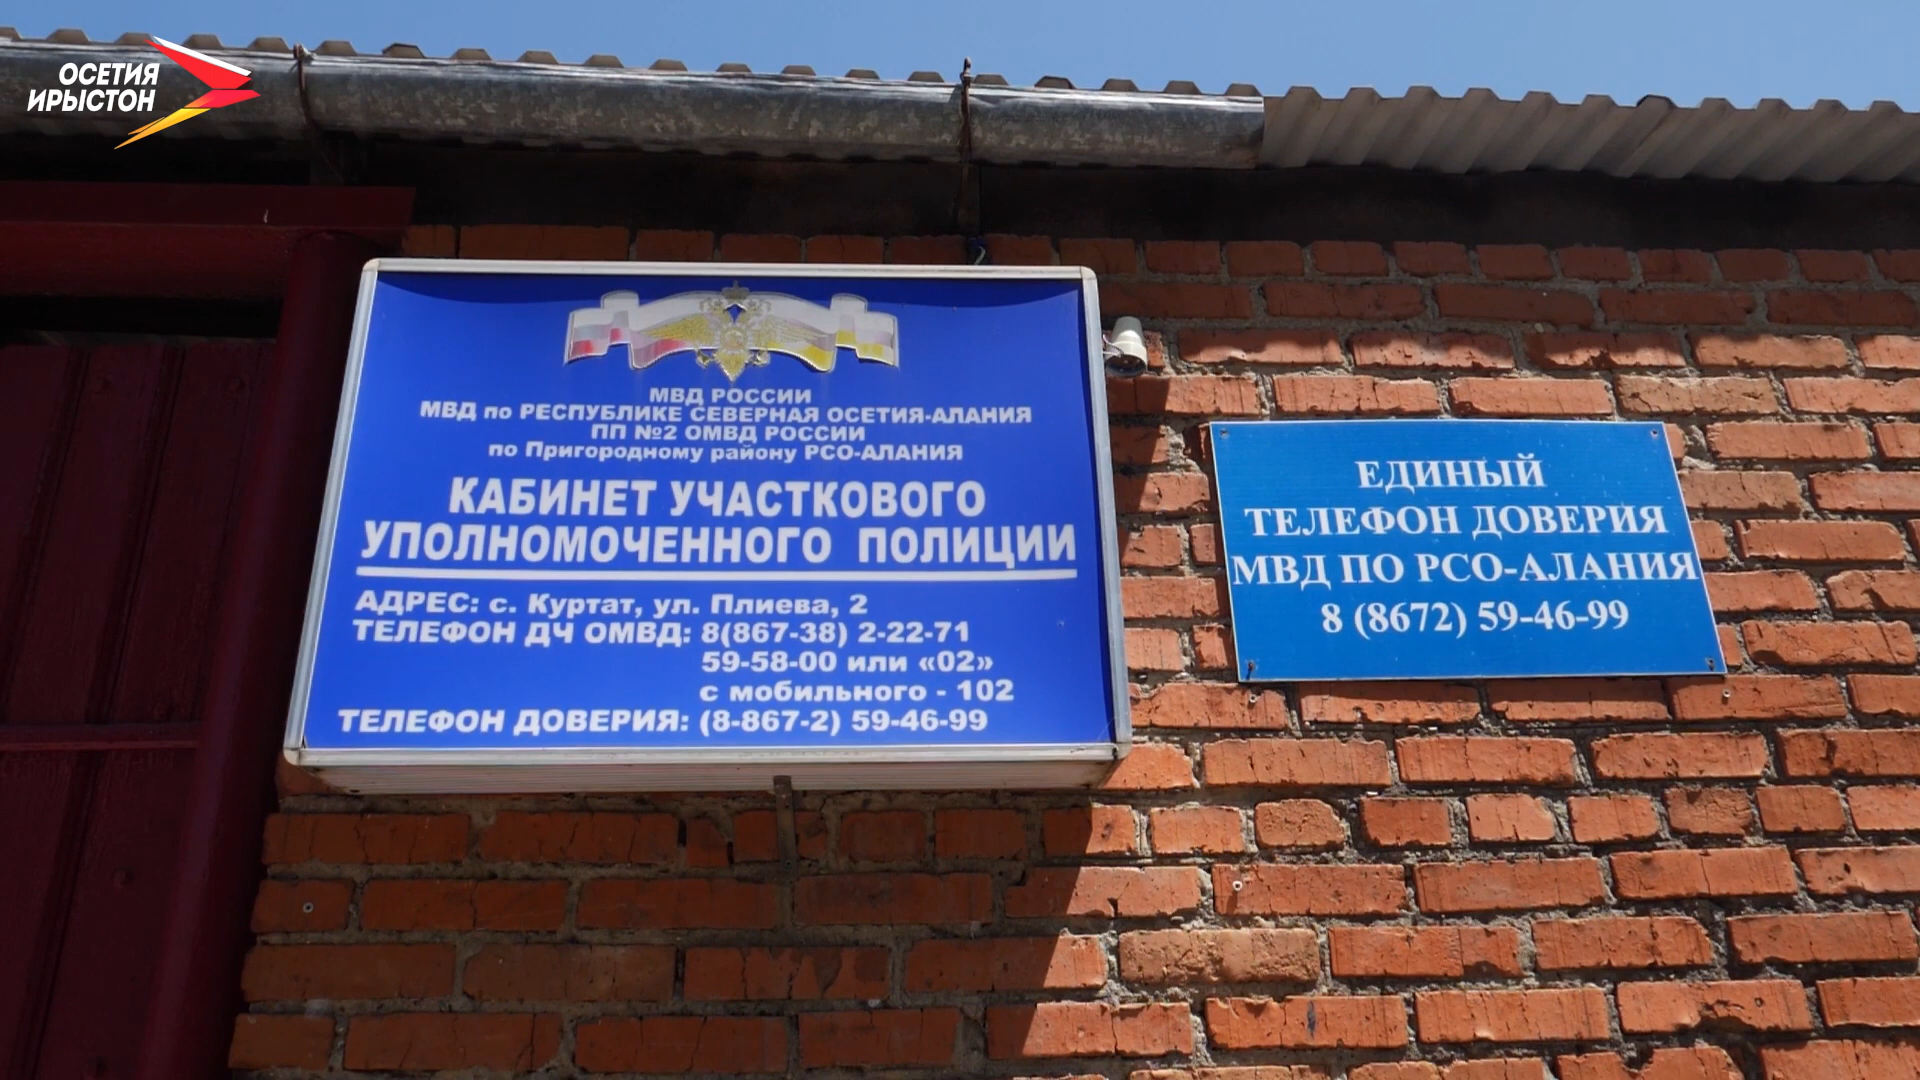 ОСЕТИЯ
ИРЫСТОН
МВД РОССИИ
МВД по РЕСПУБЛИКЕ СЕВЕРНАЯ ОСЕТИЯ-АЛАНИЯ
ПП №2 ОМВД РОССИИ
по Пригородному району РСО-АЛАНИЯ
КАБИНЕТ УЧАСТКОВОГО
УПОЛНОМОЧЕННОГО ПОЛИЦИИ
АДРЕС: с. Куртат, ул. Плиева, 2
ТЕЛЕФОН ДЧ ОМВД: 8(867-38) 2-22-71
59-58-00 или «02»
с мобильного - 102
ТЕЛЕФОН ДОВЕРИЯ: (8-867-2) 59-46-99
ЕДИНЫЙ
ТЕЛЕФОН ДОВЕРИЯ
МВД ПО РСО-АЛАНИЯ
8 (8672) 59-46-99